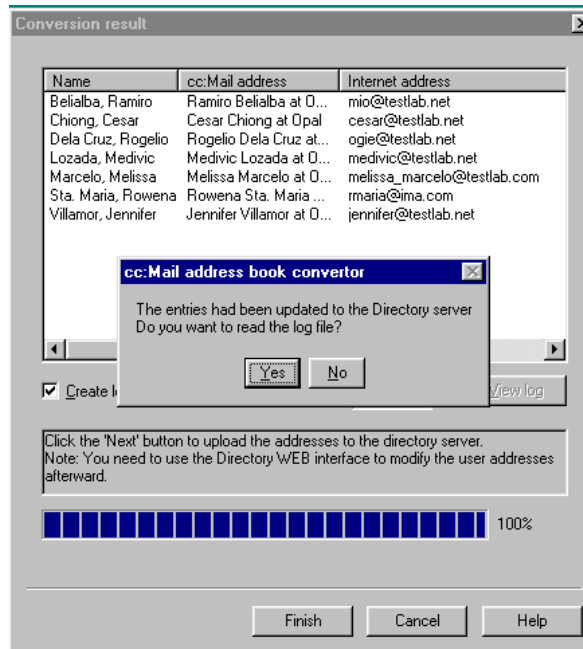 Conversion result
Name cc:Mail address Internet address
Belialba, Ramiro Ramiro Belialba at O... mio@testlab.net
Chiong, Cesar Cesar Chiong at Opal cesar@testlab.net
Dela Cruz, Rogelio Rogelio Dela Cruz at... ogie@testlab.net
Lozada, Medivic Medivic Lozada at O... medivic@testlab.net
Marcelo, Melissa Melissa Marcelo at O... melissa_marcelo@testlab.com
Sta. Maria, Rowena Rowena Sta. Maria ... rmaria@ima.com
Villamor, Jennifer Jennifer Villamor at O... jennifer@testlab.net
cc:Mail address book convertor
The entries had been updated to the Directory server
Do you want to read the log file?
Yes No
Create View log
Click the 'Next' button to upload the addresses to the directory server.
Note: You need to use the Directory WEB interface to modify the user addresses
afterward.
100%
Finish Cancel Help